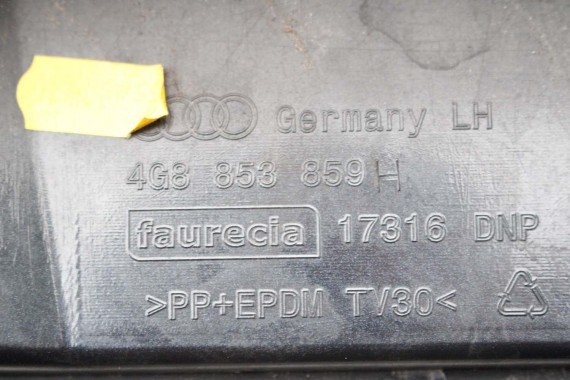 Germany LH
4G8 853 859 H
faurecia 17316 DNP
>PP+EPDM TV30<